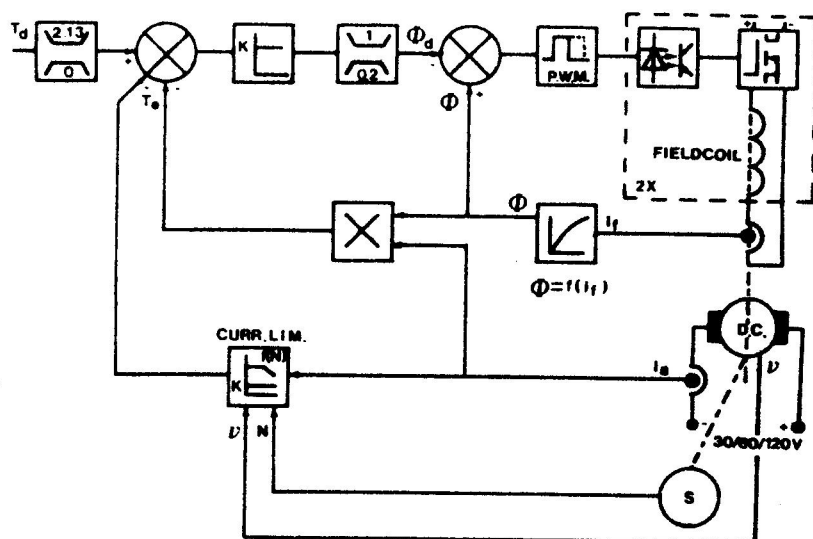 Td
2.13
0
+
-
-
Te
K
1
0.2
Φd
-
+
Φ
P.W.M.
+
-
FIELDCOIL
2X
Φ
if
Φ=f(if)
CURR. LIM.
f(N)
K
ν
N
ia
D.C.
ν
-
+
30/60/120V
S